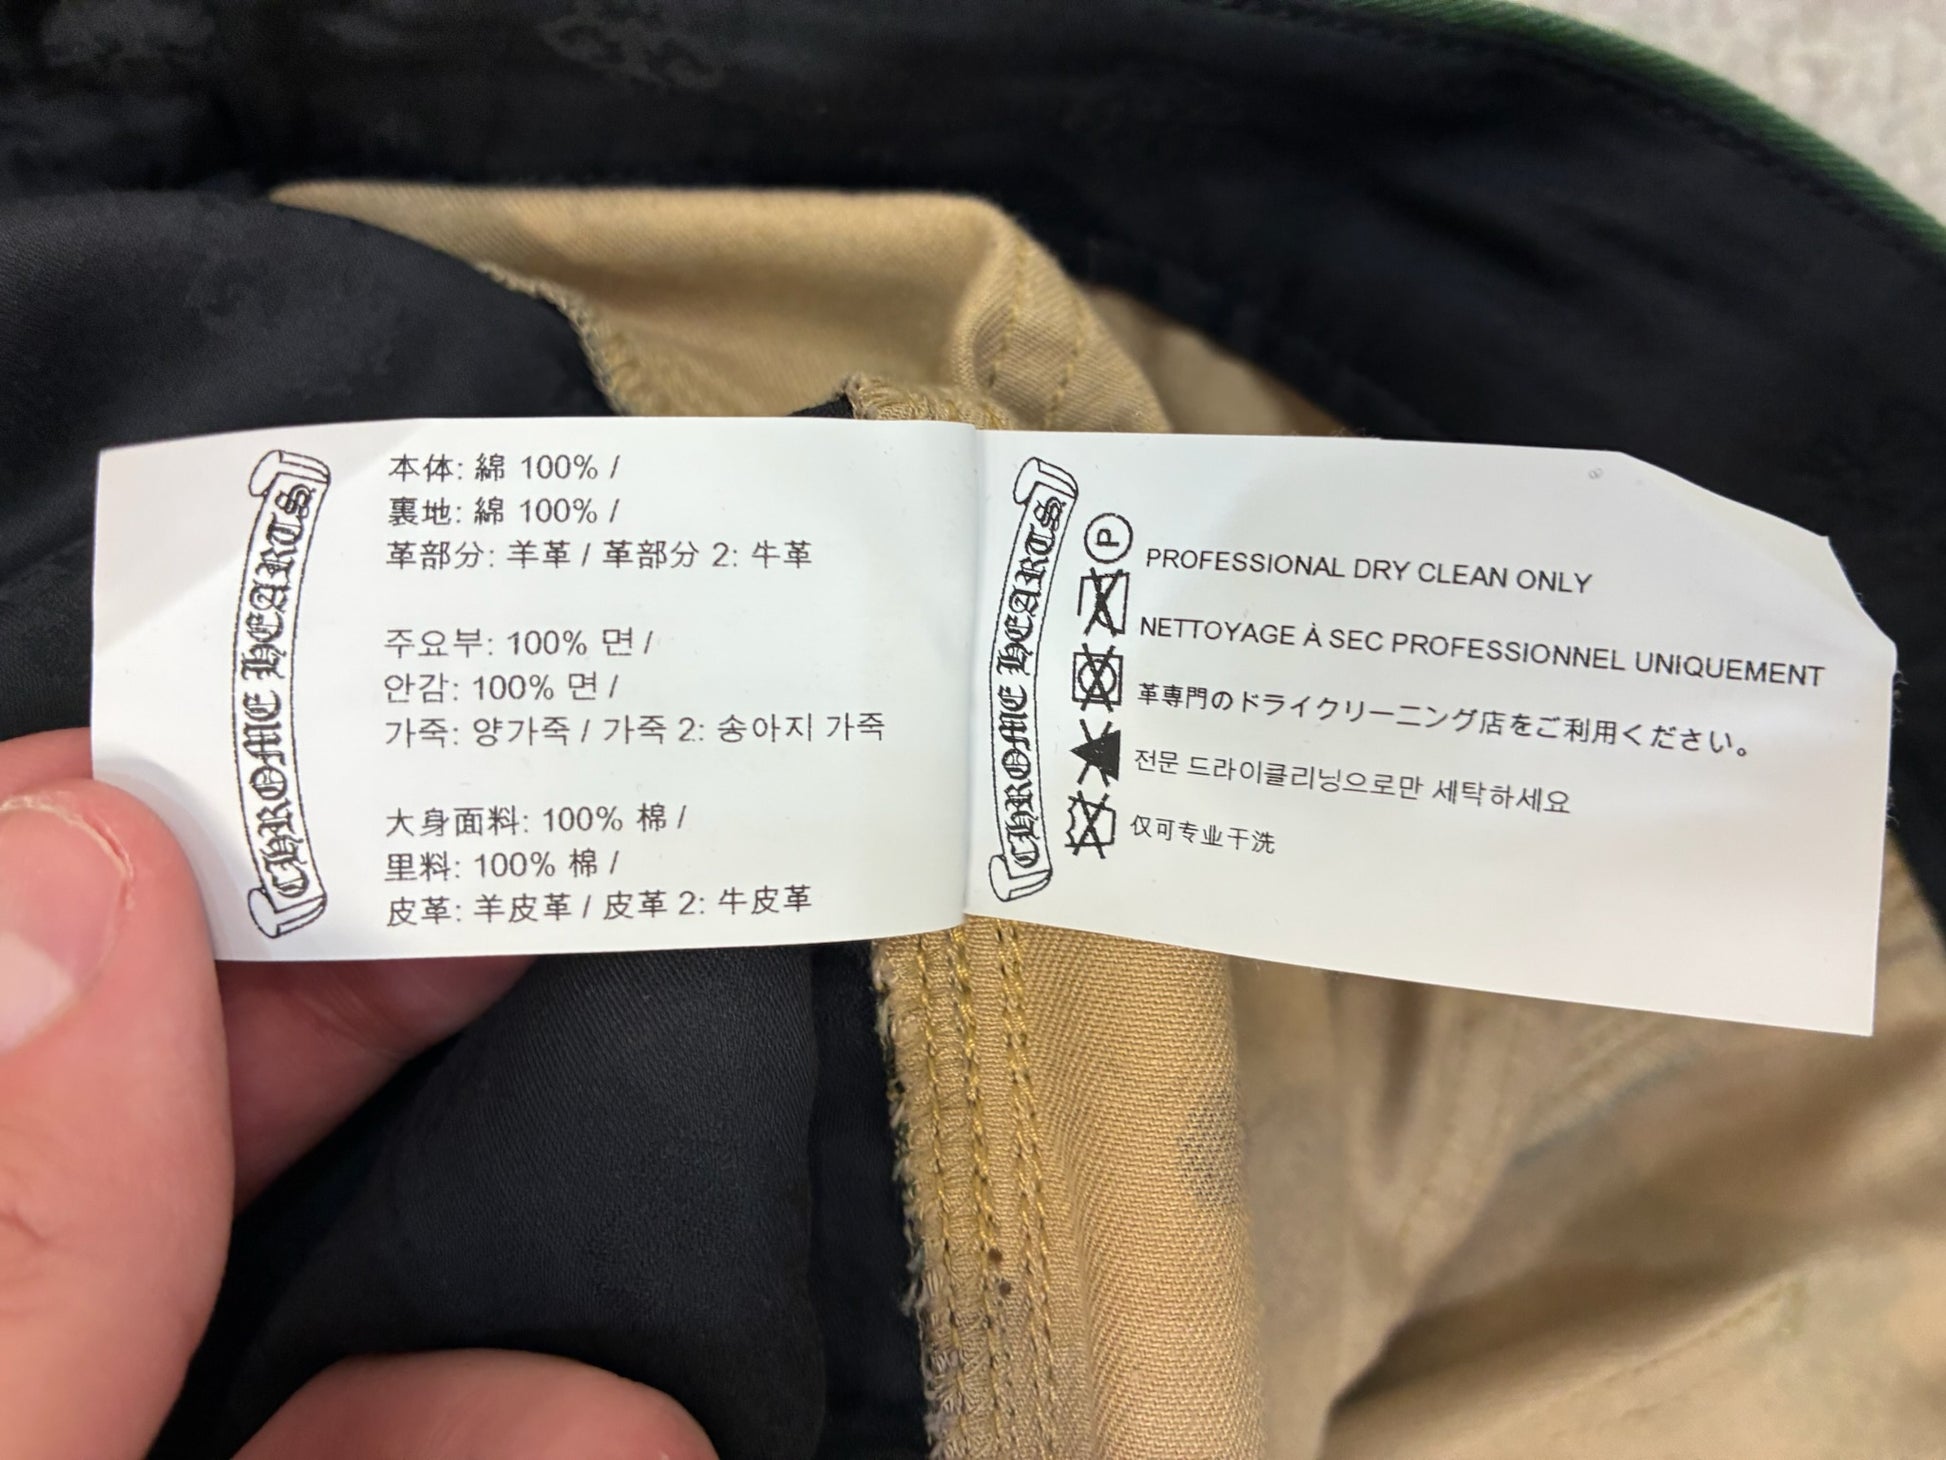 CHROME HEARTS
本体: 綿 100% /
裏地: 綿 100% /
革部分: 羊革 / 革部分 2: 牛革
주요부: 100% 면 /
안감: 100% 면 /
가죽: 양가죽 / 가죽 2: 송아지 가죽
大身面料: 100% 棉 /
里料: 100% 棉 /
皮革: 羊皮革 / 皮革 2: 牛皮革
CHROME HEARTS
P
PROFESSIONAL DRY CLEAN ONLY
NETTOYAGE À SEC PROFESSIONNEL UNIQUEMENT
革専門のドライクリーニング店をご利用ください。
전문 드라이클리닝으로만 세탁하세요
仅可专业干洗